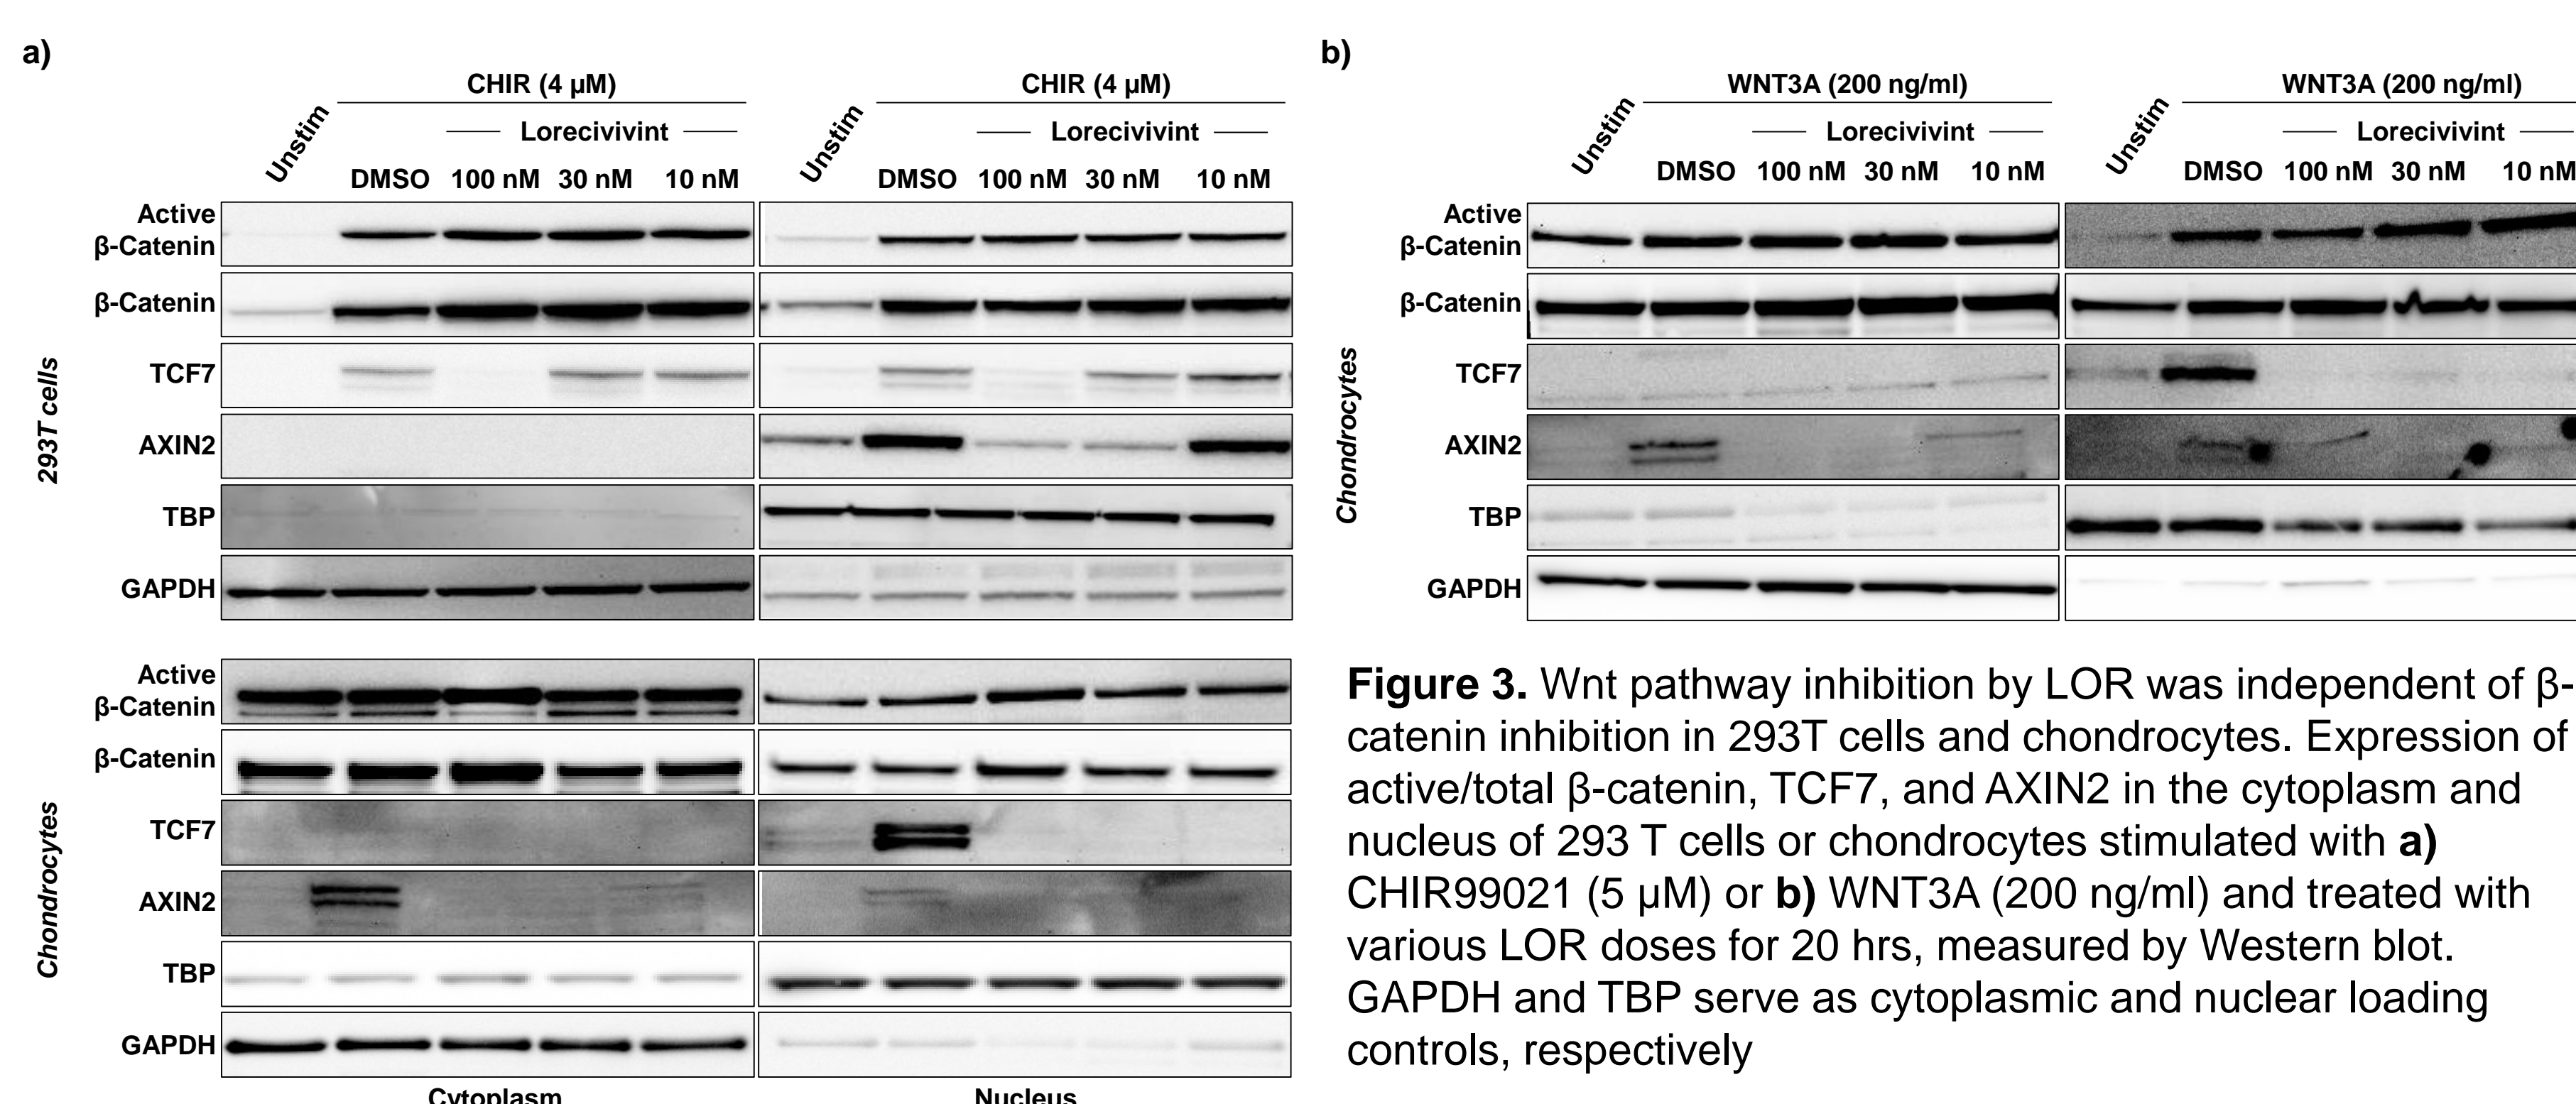 a)
CHIR (4 µM)
CHIR (4 µM)
Unstim
Lorecivivint
Unstim
Lorecivivint
DMSO 100 nM 30 nM 10 nM
DMSO 100 nM 30 nM 10 nM
293T cells
Active
β-Catenin
β-Catenin
TCF7
AXIN2
TBP
GAPDH
Chondrocytes
Active
β-Catenin
β-Catenin
TCF7
AXIN2
TBP
GAPDH
Cytoplasm
Nucleus
b)
WNT3A (200 ng/ml)
WNT3A (200 ng/ml)
Unstim
Lorecivivint
Unstim
Lorecivivint
DMSO 100 nM 30 nM 10 nM
DMSO 100 nM 30 nM 10 nM
Chondrocytes
Active
β-Catenin
β-Catenin
TCF7
AXIN2
TBP
GAPDH
Figure 3. Wnt pathway inhibition by LOR was independent of β-
catenin inhibition in 293T cells and chondrocytes. Expression of
active/total β-catenin, TCF7, and AXIN2 in the cytoplasm and
nucleus of 293 T cells or chondrocytes stimulated with a)
CHIR99021 (5 µM) or b) WNT3A (200 ng/ml) and treated with
various LOR doses for 20 hrs, measured by Western blot.
GAPDH and TBP serve as cytoplasmic and nuclear loading
controls, respectively